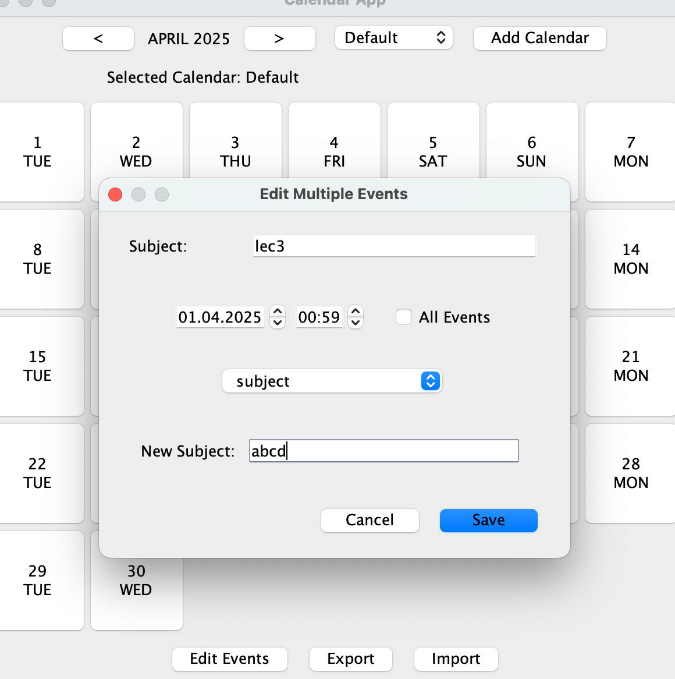 Calendar App
< APRIL 2025 > Default Add Calendar
Selected Calendar: Default
1 2 3 4 5 6 7
TUE WED THU FRI SAT SUN MON
Edit Multiple Events
Subject: lec3
8 14
TUE MON
01.04.2025 00:59 All Events
15 21
TUE MON
subject
New Subject: abcd
22 28
TUE MON
Cancel Save
29 30
TUE WED
Edit Events Export Import